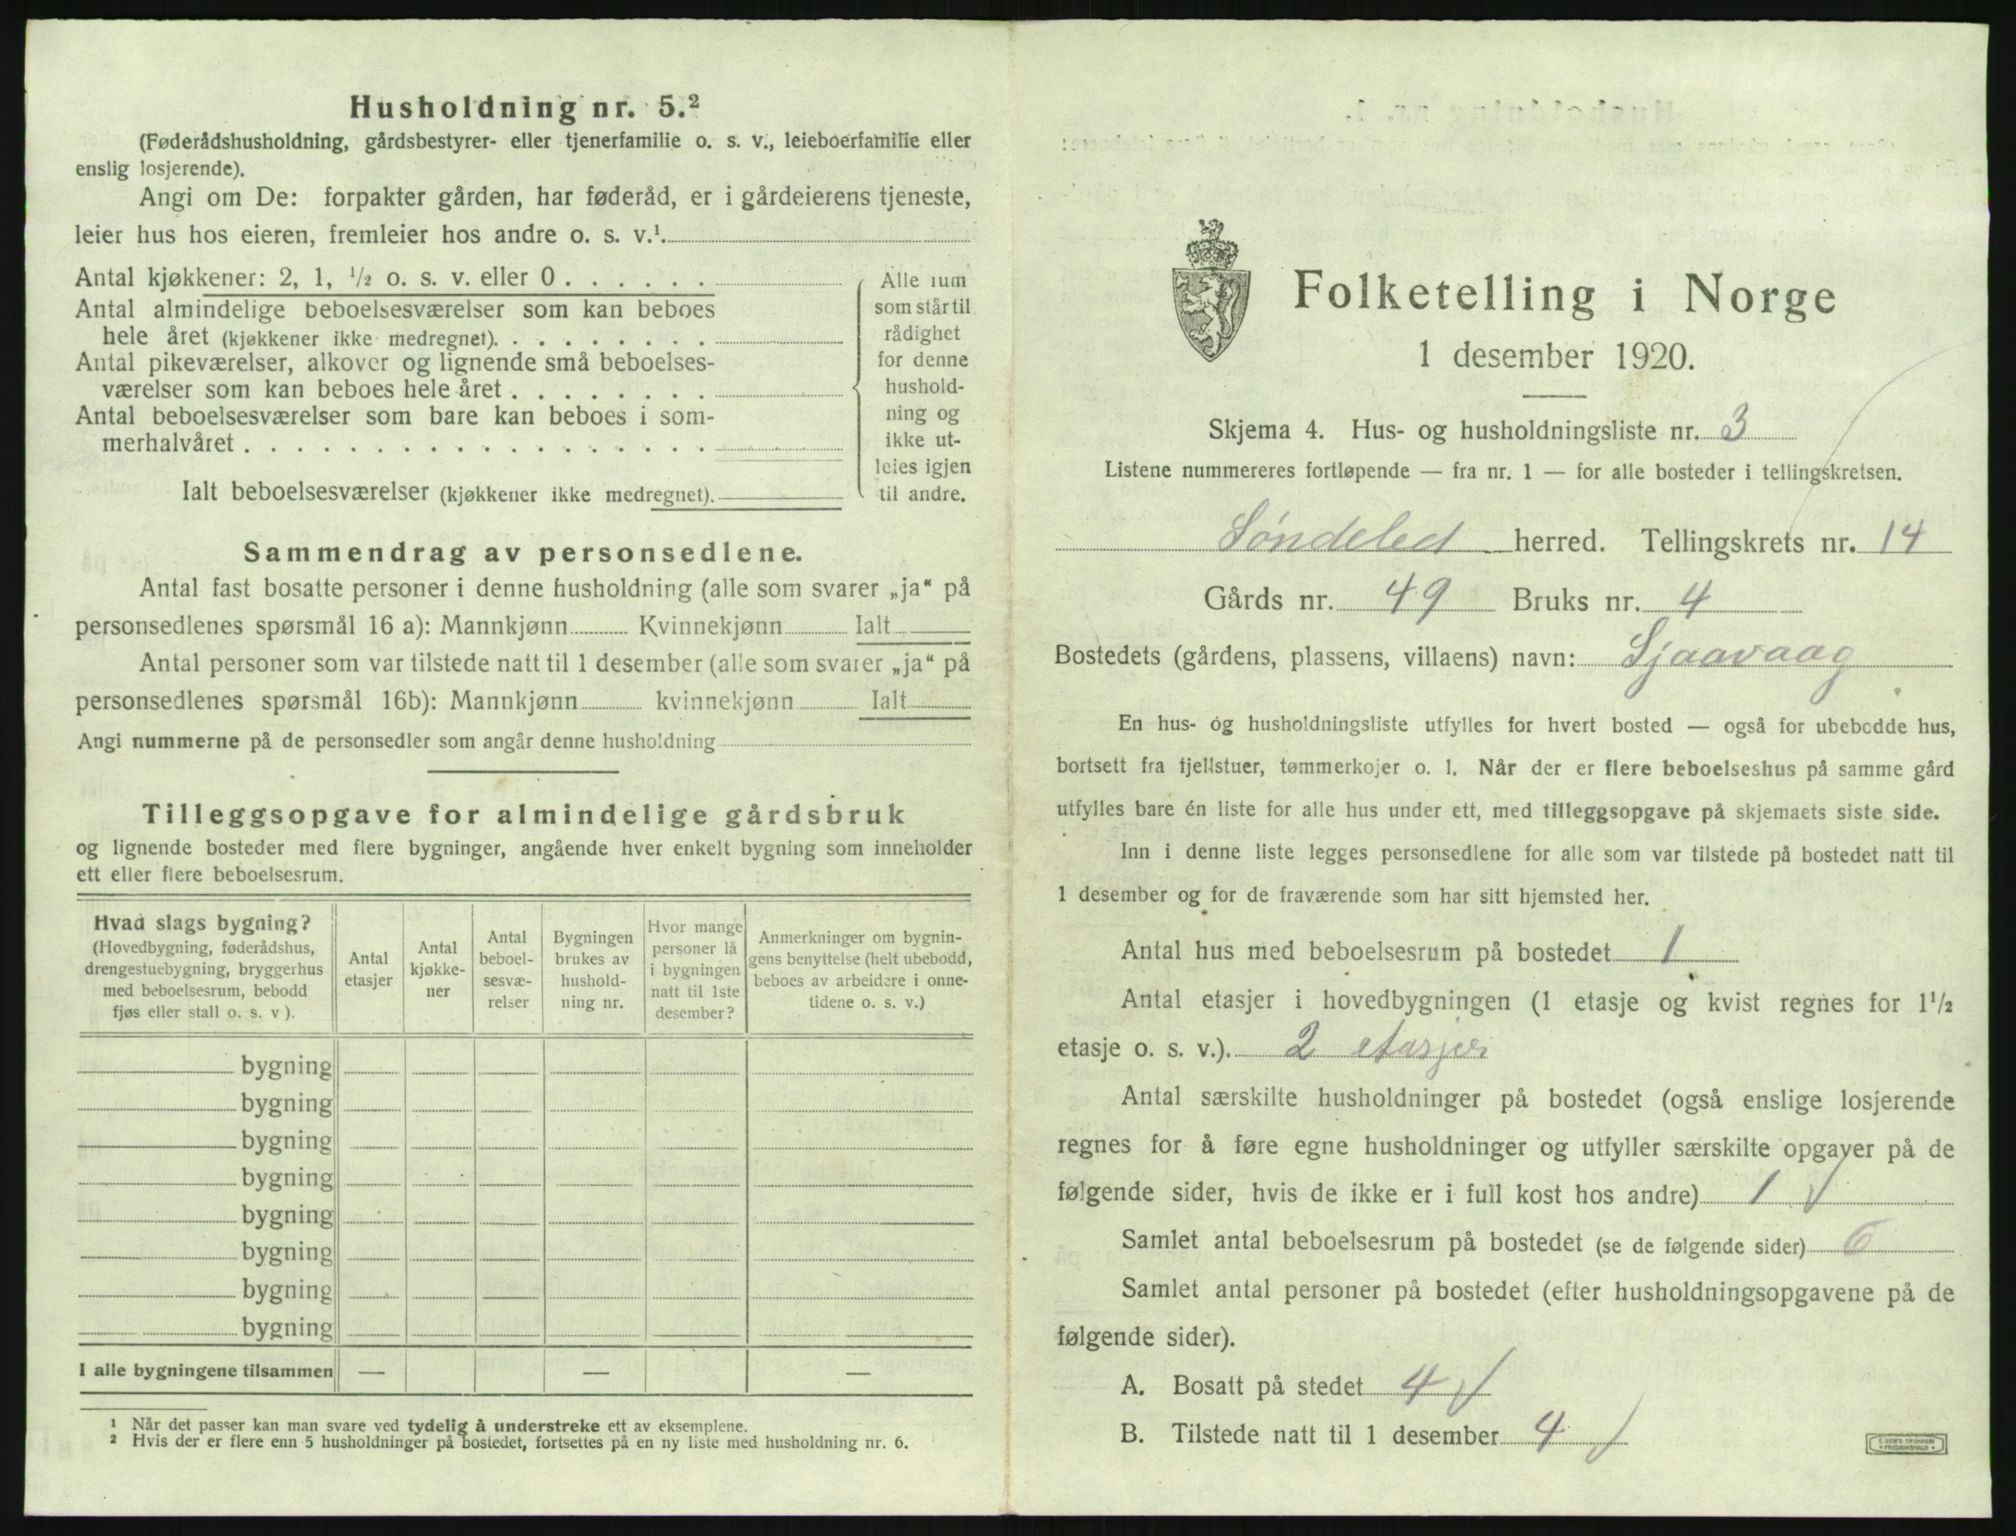 Husholdning nr. 5.²
(Føderådshusholdning, gårdsbestyrer- eller tjenerfamilie o. s. v., leieboerfamilie eller
enslig losjerende).
Angi om De: forpakter gården, har føderåd, er i gårdeierens tjeneste,
leier hus hos eieren, fremleier hos andre o. s. v.¹
Antal kjøkkener: 2, 1, ½ o. s. v. eller 0 . . . . . .
Antal almindelige beboelsesværelser som kan beboes
hele året (kjøkkener ikke medregnet). . . . . . . . .
Antal pikeværelser, alkover og lignende små beboelses-
værelser som kan beboes hele året . . . . . . . .
Antal beboelsesværelser som bare kan beboes i som-
merhalvåret . . . . . . . . . . . . . . . . . .
Ialt beboelsesværelser (kjøkkener ikke medregnet).
Alle rum
som står til
rådighet
for denne
hushold-
ning og
ikke ut-
leies igjen
til andre.
Sammendrag av personsedlene.
Antal fast bosatte personer i denne husholdning (alle som svarer „ja“ på
personsedlenes spørsmål 16 a): Mannkjønn Kvinnekjønn Ialt
Antal personer som var tilstede natt til 1 desember (alle som svarer „ja“ på
personsedlenes spørsmål 16b): Mannkjønn kvinnekjønn Ialt
Angi nummerne på de personsedler som angår denne husholdning
Tilleggsopgave for almindelige gårdsbruk
og lignende bosteder med flere bygninger, angående hver enkelt bygning som inneholder
ett eller flere beboelsesrum.
Hvad slags bygning?
(Hovedbygning, føderådshus,
drengestuebygning, bryggerhus
med beboelsesrum, bebodd
fjøs eller stall o. s. v ).
Antal
etasjer
Antal
kjøkke-
ner
Antal
beboel-
sesvæ-
relser
Bygningen
brukes av
hushold-
ning nr.
Hvor mange
personer lå
i bygningen
natt til 1ste
desember?
Anmerkninger om bygnin-
gens benyttelse (helt ubebodd,
beboes av arbeidere i onne-
tidene o. s. v.)
bygning
bygning
bygning
bygning
bygning
bygning
bygning
bygning
I alle bygningene tilsammen — — —
¹ Når det passer kan man svare ved tydelig å understreke ett av eksemplene.
² Hvis der er flere enn 5 husholdninger på bostedet, fortsettes på en ny liste med husholdning nr. 6.
Folketelling i Norge
1 desember 1920.
Skjema 4. Hus- og husholdningsliste nr. 3
Listene nummereres fortløpende — fra nr. 1 — for alle bosteder i tellingskretsen.
Søndeled herred. Tellingskrets nr. 14
Gårds nr. 49 Bruks nr. 4
Bostedets (gårdens, plassens, villaens) navn: Sjaavaag
En hus- og husholdningsliste utfylles for hvert bosted — også for ubebodde hus,
bortsett fra fjellstuer, tømmerkojer o. l. Når der er flere beboelseshus på samme gård
utfylles bare én liste for alle hus under ett, med tilleggsopgave på skjemaets siste side.
Inn i denne liste legges personsedlene for alle som var tilstede på bostedet natt til
1 desember og for de fraværende som har sitt hjemsted her.
Antal hus med beboelsesrum på bostedet 1
Antal etasjer i hovedbygningen (1 etasje og kvist regnes for 1½
etasje o. s. v.). 2 etasjer
Antal særskilte husholdninger på bostedet (også enslige losjerende
regnes for å føre egne husholdninger og utfyller særskilte opgaver på de
følgende sider, hvis de ikke er i full kost hos andre) 1 √
Samlet antal beboelsesrum på bostedet (se de følgende sider) 6
Samlet antal personer på bostedet (efter husholdningsopgavene på de
følgende sider).
A. Bosatt på stedet 4 √
B. Tilstede natt til 1 desember 4 √